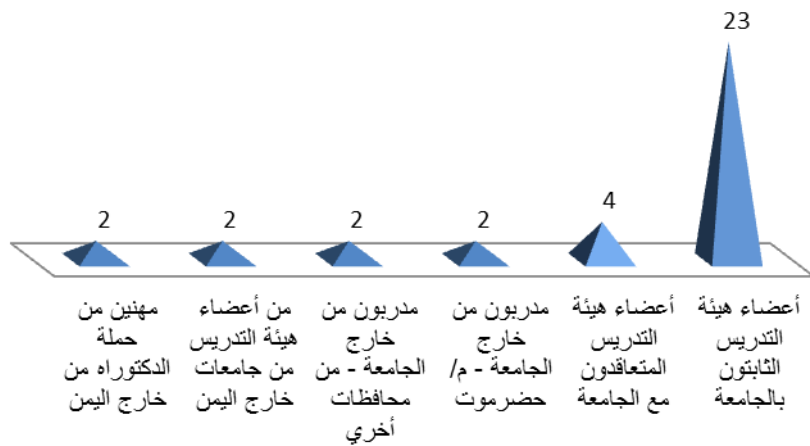 23
4
2
2
2
2
أعضاء هيئة
التدريس
الثابتون
بالجامعة
أعضاء هيئة
التدريس
المتعاقدون
مع الجامعة
مدربون من
خارج
الجامعة - م/
حضرموت
مدربون من
خارج
الجامعة - من
محافظات
أخري
من أعضاء
هيئة التدريس
من جامعات
خارج اليمن
مهنين من
حملة
الدكتوراه من
خارج اليمن